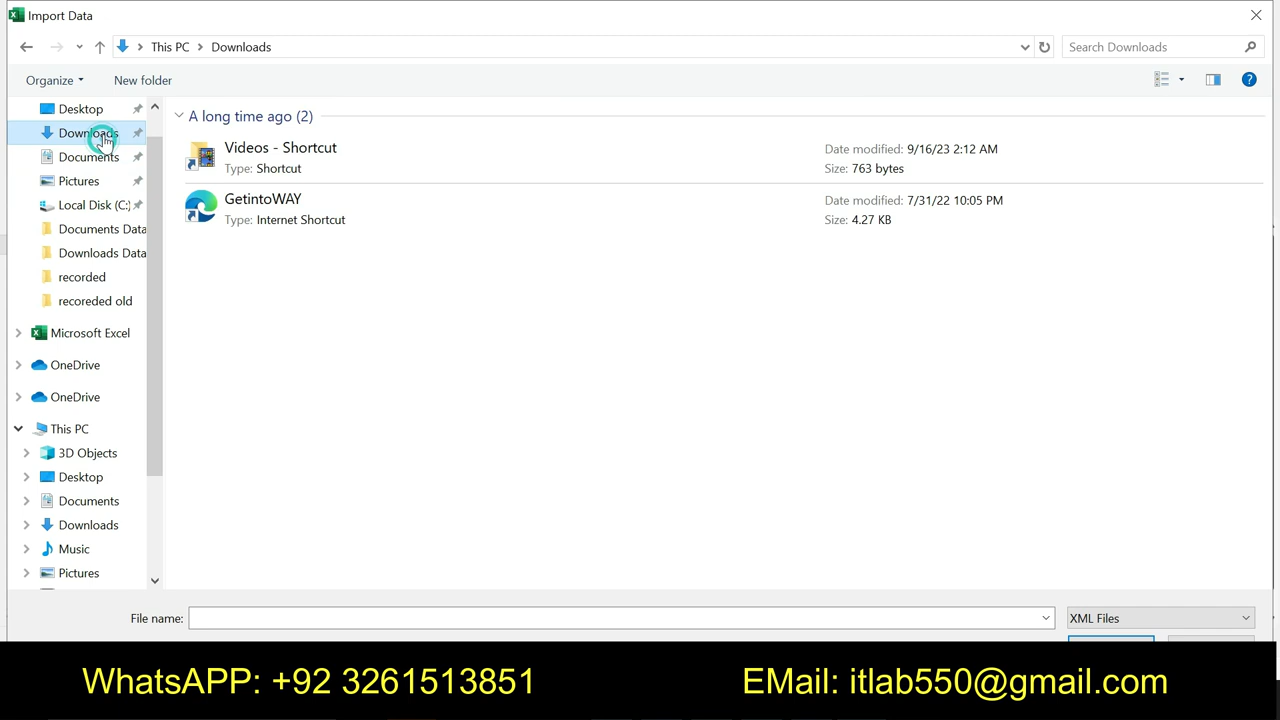 Import Data
This PC
Downloads
Search Downloads
Organize
New folder
Desktop
Downloads
Documents
Pictures
Local Disk (C:)
Documents Data
Downloads Data
recorded
recoreded old
Microsoft Excel
OneDrive
OneDrive
This PC
3D Objects
Desktop
Documents
Downloads
Music
Pictures
A long time ago (2)
Videos - Shortcut
Type: Shortcut
Date modified: 9/16/23 2:12 AM
Size: 763 bytes
GetintoWAY
Type: Internet Shortcut
Date modified: 7/31/22 10:05 PM
Size: 4.27 KB
File name:
XML Files
WhatsAPP: +92 3261513851
EMail: itlab550@gmail.com